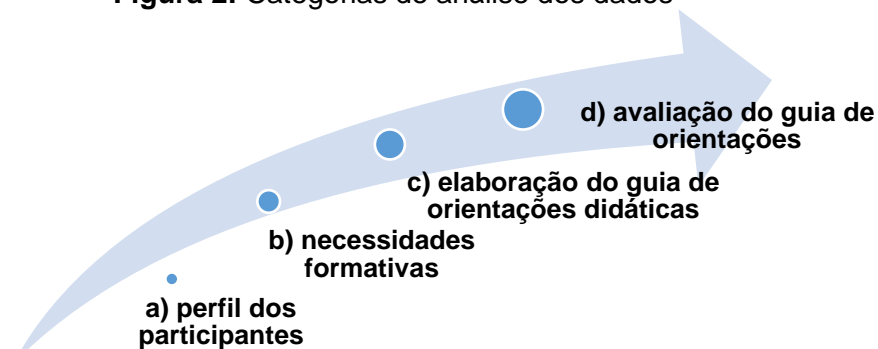 Figura 2. Categorias de análise dos dados
d) avaliação do guia de
orientações
c) elaboração do guia de
orientações didáticas
b) necessidades
formativas
a) perfil dos
participantes